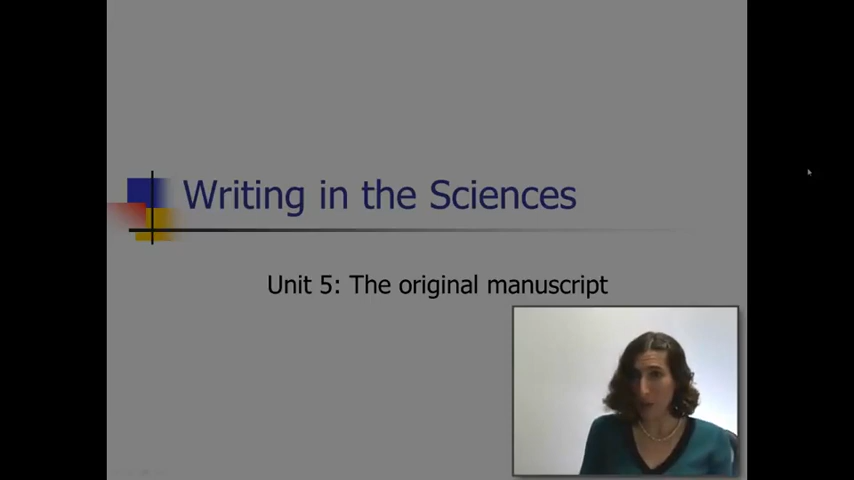 Writing in the Sciences
Unit 5: The original manuscript